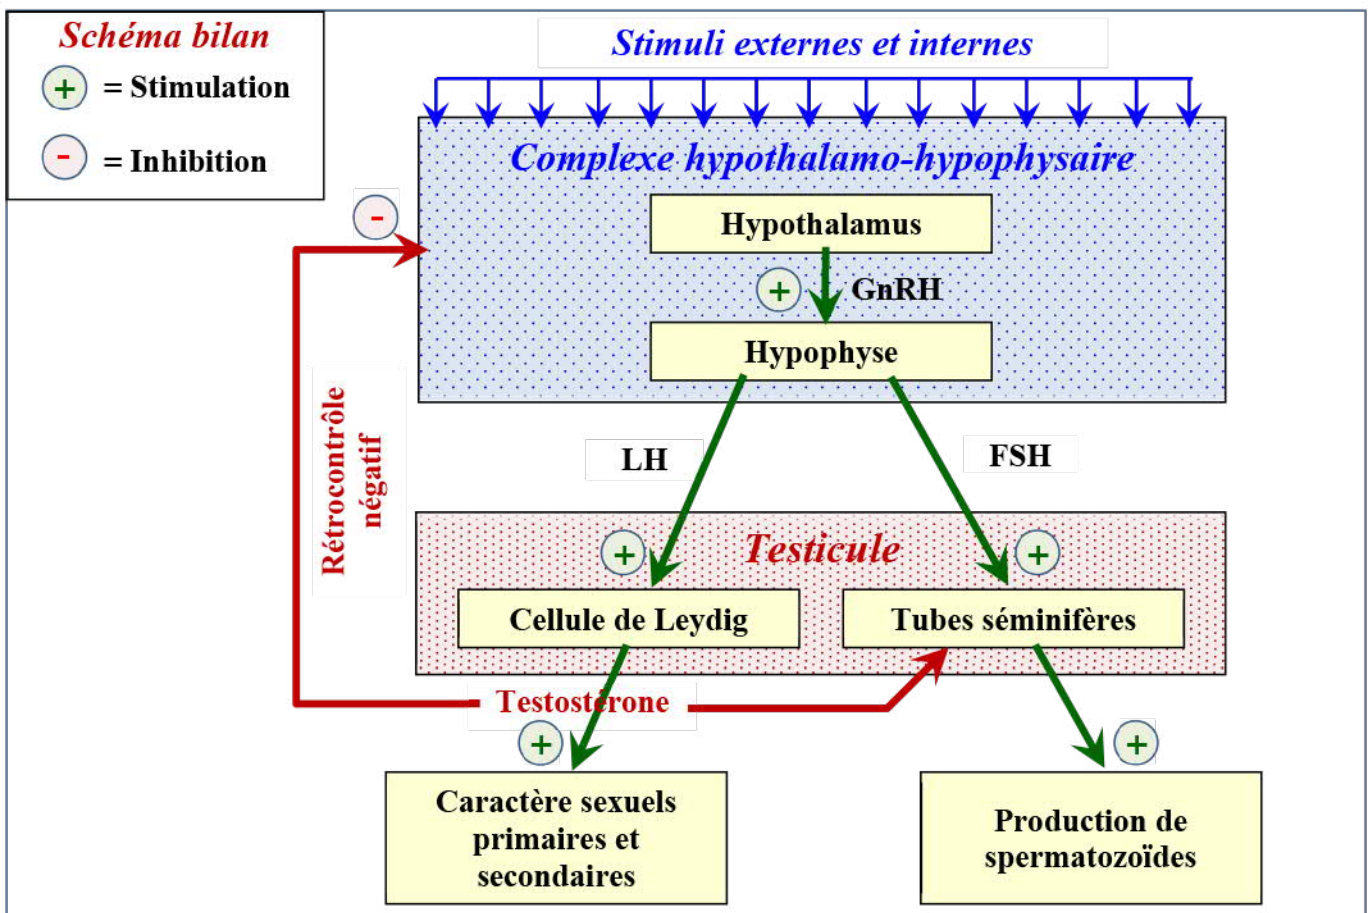 Schéma bilan
+ = Stimulation
- = Inhibition
Stimuli externes et internes
Complexe hypothalamo-hypophysaire
-
Hypothalamus
+ GnRH
Hypophyse
Rétrocontrôle
négatif
LH
FSH
+ Testicule +
Cellule de Leydig
Tubes séminifères
Testostérone
+
+
Caractère sexuels
primaires et
secondaires
Production de
spermatozoïdes